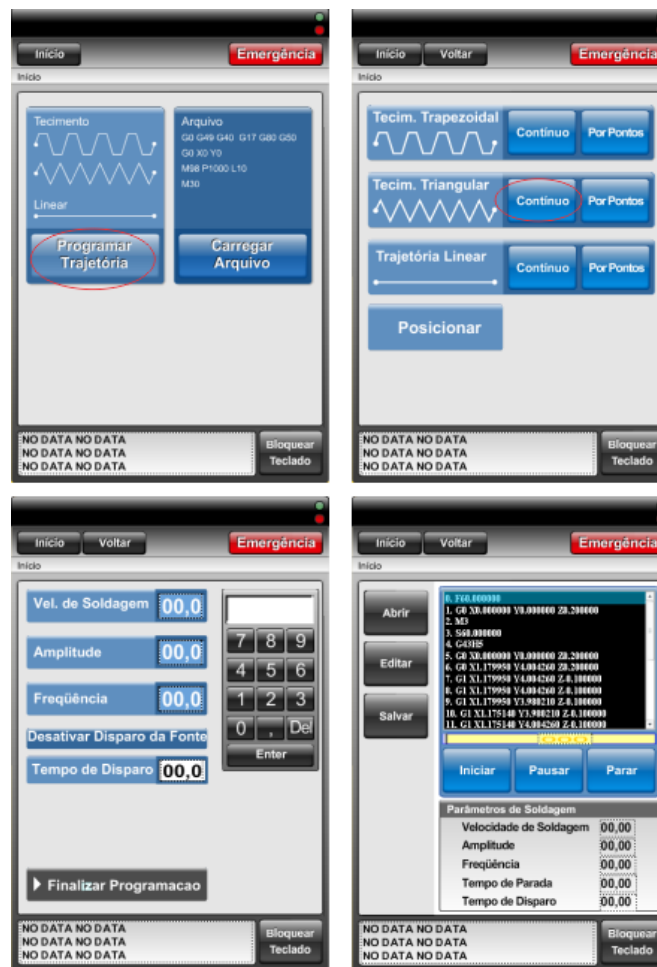 Início
Emergência
Início
Tecimento
Linear
Programar
Trajetória
Arquivo
G0 G49 G40 G17 G80 G50
G0 X0 Y0
M98 P1000 L10
M30
Carregar
Arquivo
NO DATA NO DATA
NO DATA NO DATA
NO DATA NO DATA
Bloquear
Teclado
Início
Voltar
Emergência
Início
Tecim. Trapezoidal
Contínuo
Por Pontos
Tecim. Triangular
Contínuo
Por Pontos
Trajetória Linear
Contínuo
Por Pontos
Posicionar
NO DATA NO DATA
NO DATA NO DATA
NO DATA NO DATA
Bloquear
Teclado
Início
Voltar
Emergência
Início
Vel. de Soldagem 00,0
Amplitude 00,0
Freqüência 00,0
Desativar Disparo da Fonte
Tempo de Disparo 00,0
7 8 9
4 5 6
1 2 3
0 , Del
Enter
Finalizar Programacao
NO DATA NO DATA
NO DATA NO DATA
NO DATA NO DATA
Bloquear
Teclado
Início
Voltar
Emergência
Início
Abrir
Editar
Salvar
0. F60.000000
1. G0 X0.000000 Y0.000000 Z0.200000
2. M3
3. S60.000000
4. G43H5
5. G0 X0.000000 Y0.000000 Z0.200000
6. G0 X1.179950 Y4.004260 Z0.200000
7. G1 X1.179950 Y4.004260 Z-0.100000
8. G1 X1.179950 Y4.004260 Z-0.100000
9. G1 X1.179950 Y3.980210 Z-0.100000
10. G1 X1.175140 Y3.980210 Z-0.100000
11. G1 X1.175140 Y4.004260 Z-0.100000
Iniciar
Pausar
Parar
Parâmetros de Soldagem
Velocidade de Soldagem 00,00
Amplitude 00,00
Freqüência 00,00
Tempo de Parada 00,00
Tempo de Disparo 00,00
NO DATA NO DATA
NO DATA NO DATA
NO DATA NO DATA
Bloquear
Teclado